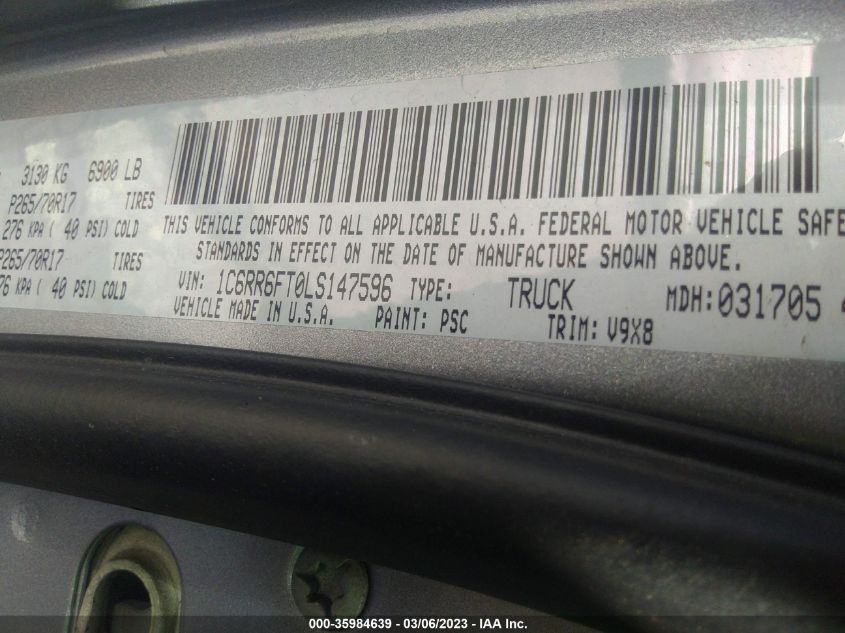 3130 KG 6900 LB
P265/70R17 TIRES
276 KPA ( 40 PSI) COLD
P265/70R17 TIRES
76 KPA ( 40 PSI) COLD
THIS VEHICLE CONFORMS TO ALL APPLICABLE U.S.A. FEDERAL MOTOR VEHICLE SAFE
STANDARDS IN EFFECT ON THE DATE OF MANUFACTURE SHOWN ABOVE.
VIN: 1C6RR6FT0LS147596 TYPE: TRUCK MDH:031705 4
VEHICLE MADE IN U.S.A. PAINT: PSC TRIM: V9X8
000-35984639 - 03/06/2023 - IAA Inc.